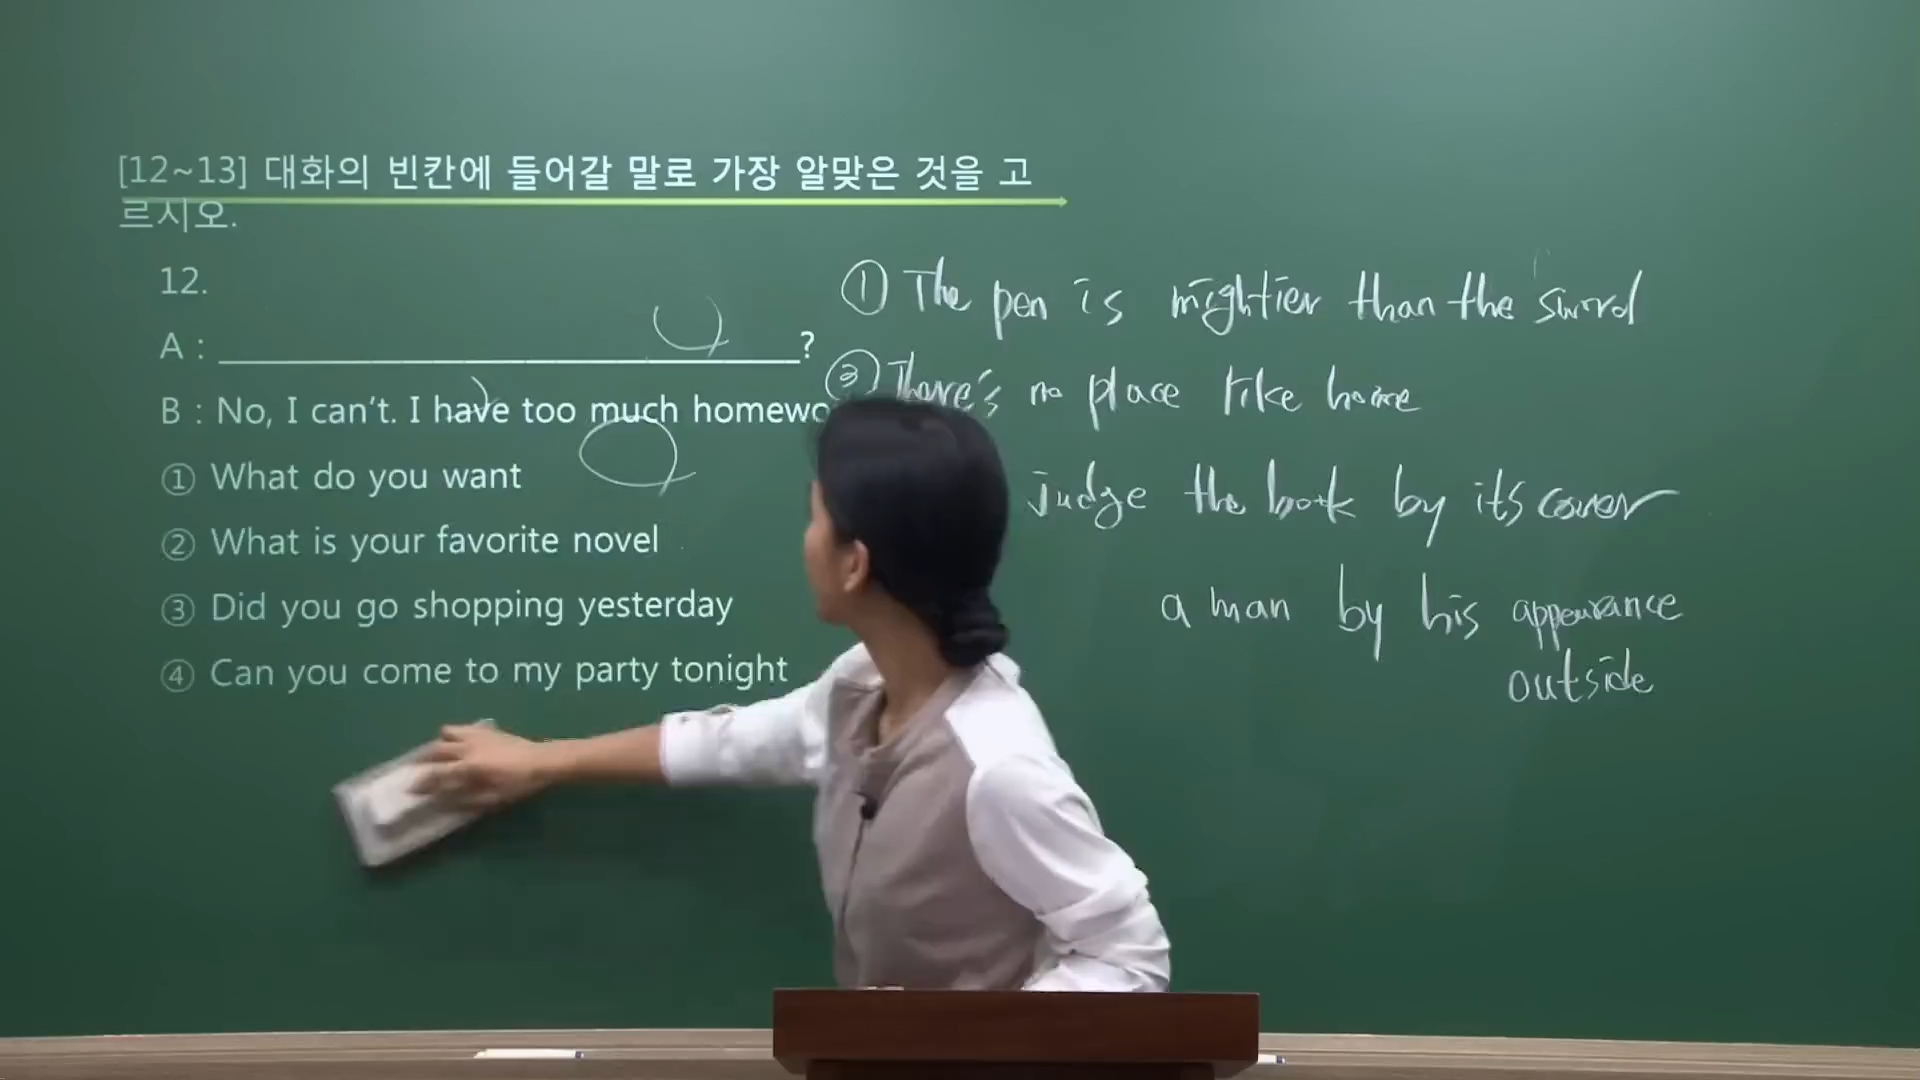 [12~13] 대화의 빈칸에 들어갈 말로 가장 알맞은 것을 고
르시오.
12.
A : ______________________________?
B : No, I can't. I have too much homewo
① What do you want
② What is your favorite novel
③ Did you go shopping yesterday
④ Can you come to my party tonight
① The pen is mightier than the sword
② There's no place like home
judge the book by its cover
a man by his appearance
outside